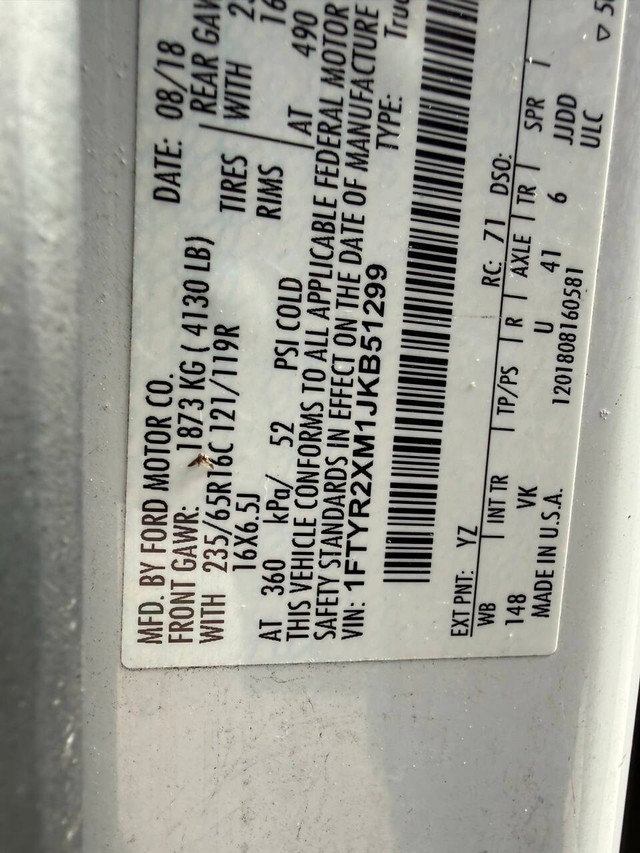 MFD. BY FORD MOTOR CO.
DATE: 08/18
FRONT GAWR: 1873 KG ( 4130 LB)
REAR
WITH 235/65R16C 121/119R TIRES WITH
16X6.5J RIMS
AT 360 kPa/ 52 PSI COLD AT 490
THIS VEHICLE CONFORMS TO ALL APPLICABLE FEDERAL MOTOR
SAFETY STANDARDS IN EFFECT ON THE DATE OF MANUFACTURE
VIN: 1FTYR2XM1JKB51299
TYPE:
EXT PNT: YZ RC: 71 DSO:
WB INT TR TP/PS R AXLE TR SPR
148 VK U 41 6 JJDD
MADE IN U.S.A. 1201808160581 ULC